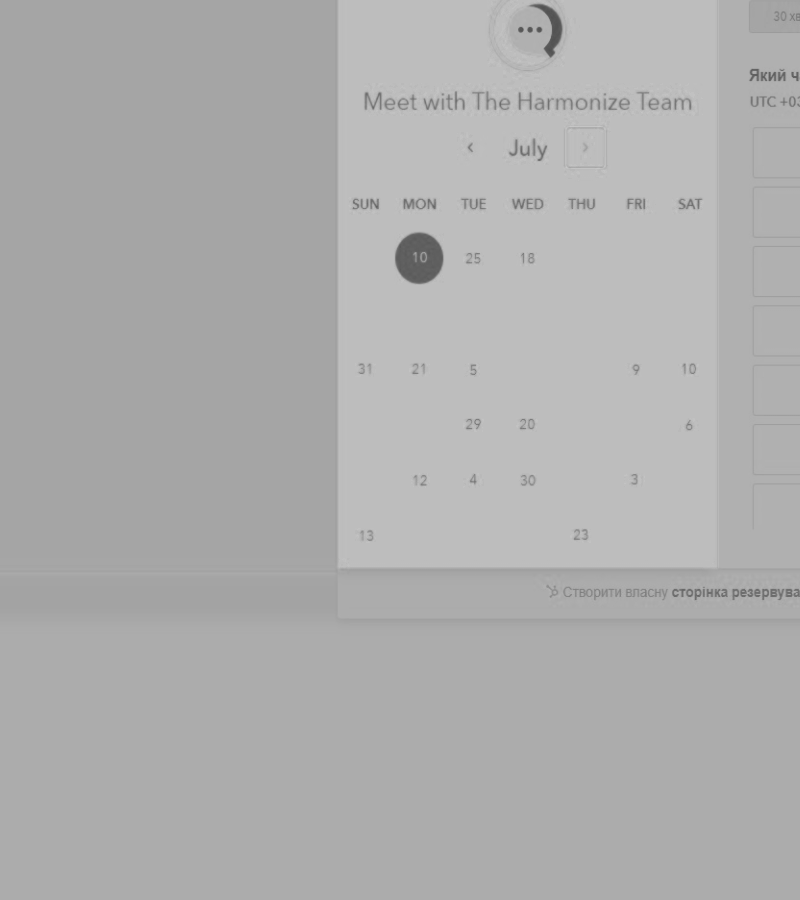 30 хв
Який ч
Meet with The Harmonize Team
UTC +03
July
SUN MON TUE WED THU FRI SAT
10 25 18
31 21 5 9 10
29 20 6
12 4 30 3
13 23
Створити власну сторінка резервува